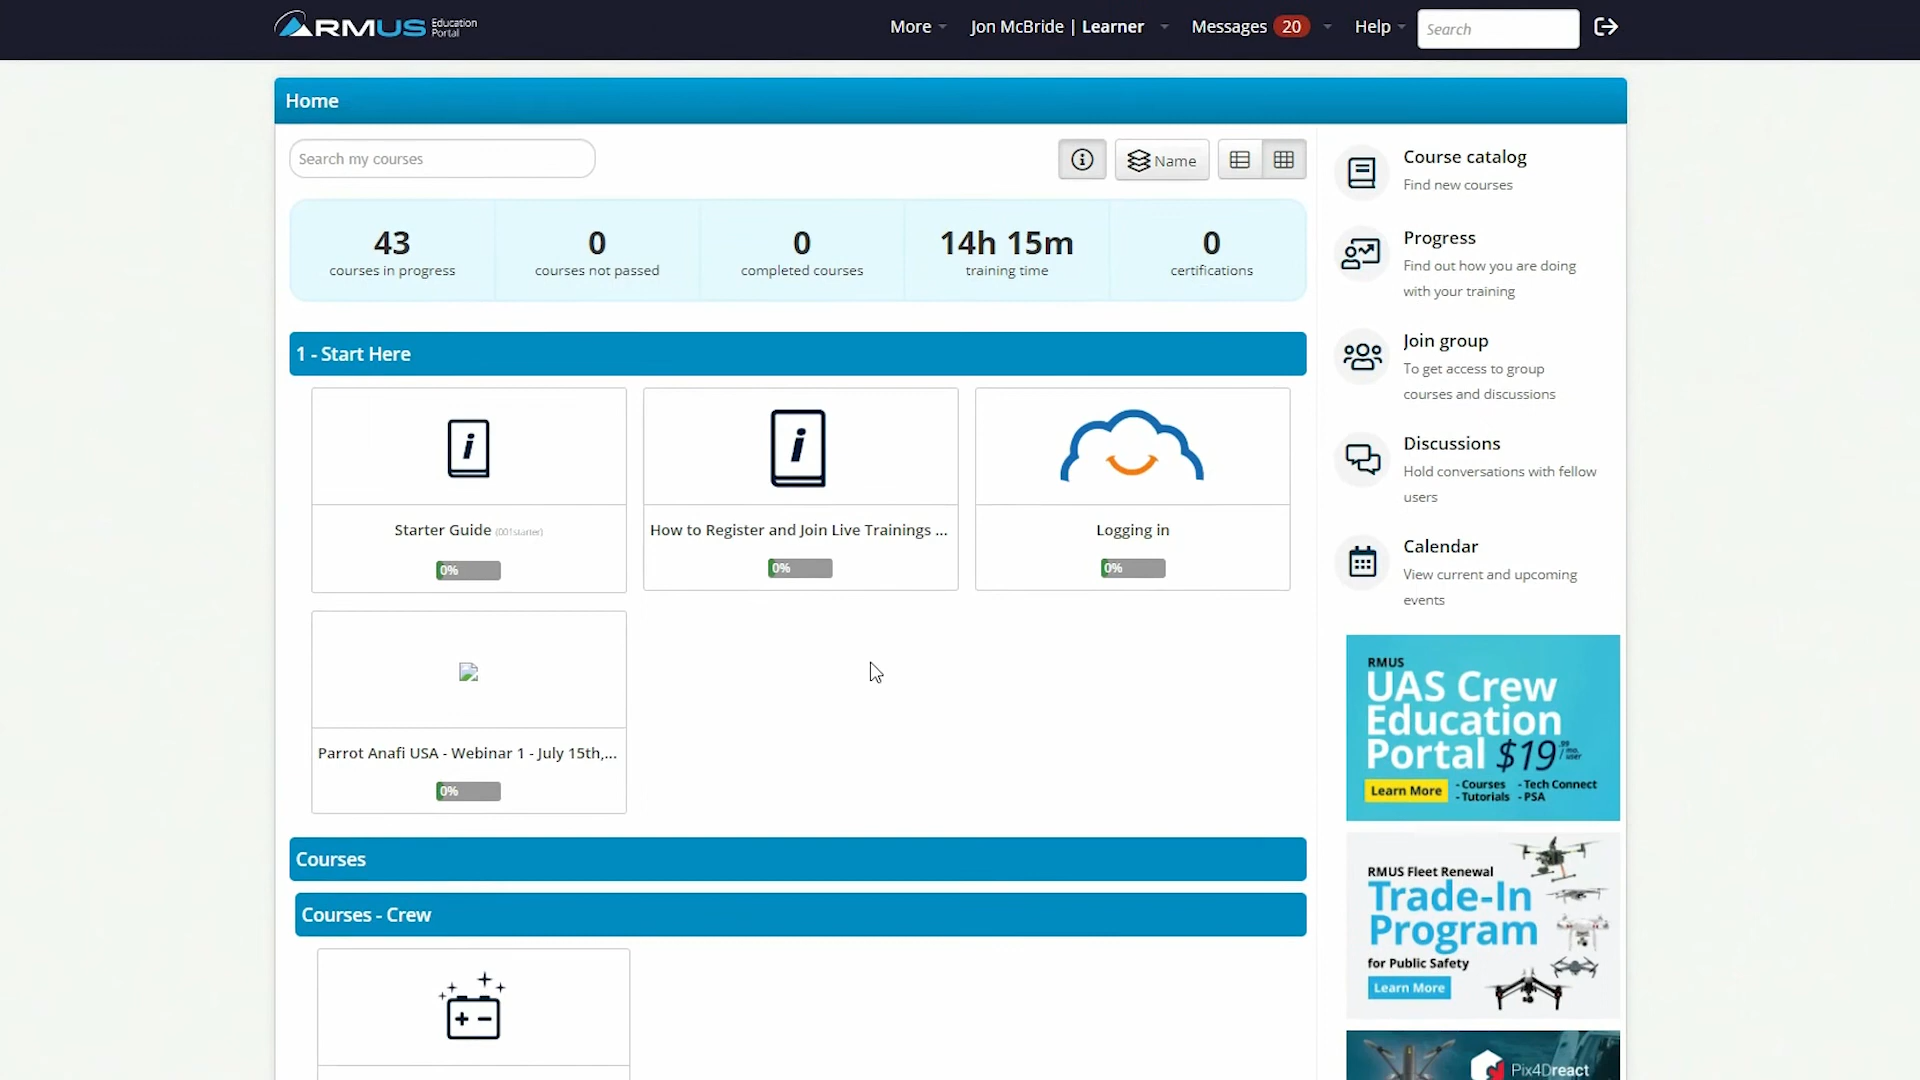 RMUS Education Portal
More
Jon McBride | Learner
Messages 20
Help
Search
Home
Search my courses
Name
43
courses in progress
0
courses not passed
0
completed courses
14h 15m
training time
0
certifications
1 - Start Here
Starter Guide (001starter)
0%
How to Register and Join Live Trainings ...
0%
Logging in
0%
Parrot Anafi USA - Webinar 1 - July 15th,...
0%
Courses
Courses - Crew
Course catalog
Find new courses
Progress
Find out how you are doing
with your training
Join group
To get access to group
courses and discussions
Discussions
Hold conversations with fellow
users
Calendar
View current and upcoming
events
RMUS
UAS Crew
Education
Portal $19.99 /mo. user
Learn More
- Courses - Tech Connect
- Tutorials - PSA
RMUS Fleet Renewal
Trade-In
Program
for Public Safety
Learn More
Pix4Dreact